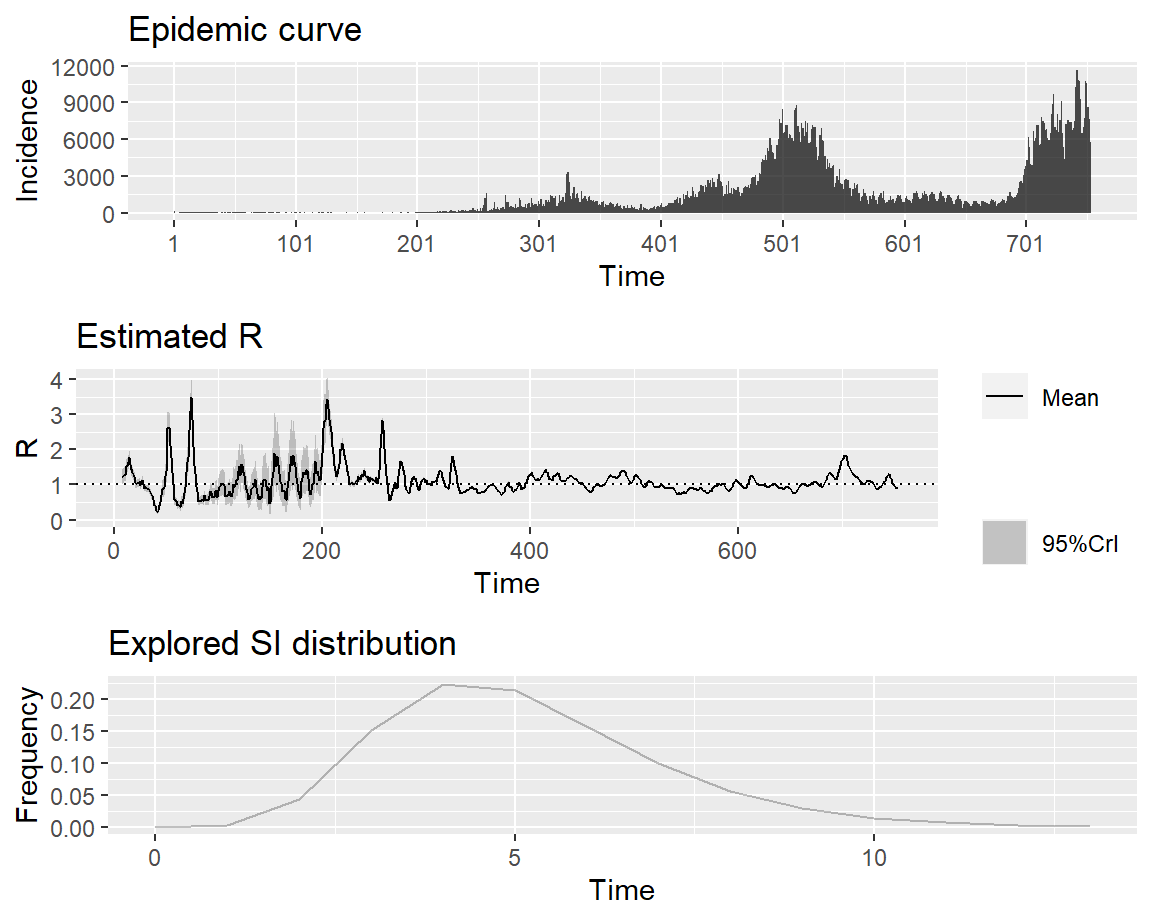 Epidemic curve
12000
9000
6000
3000
0
Incidence
1 101 201 301 401 501 601 701
Time
Estimated R
4
3
2
1
0
R
0 200 400 600
Time
Mean
95%CrI
Explored SI distribution
0.20
0.15
0.10
0.05
0.00
Frequency
0 5 10
Time